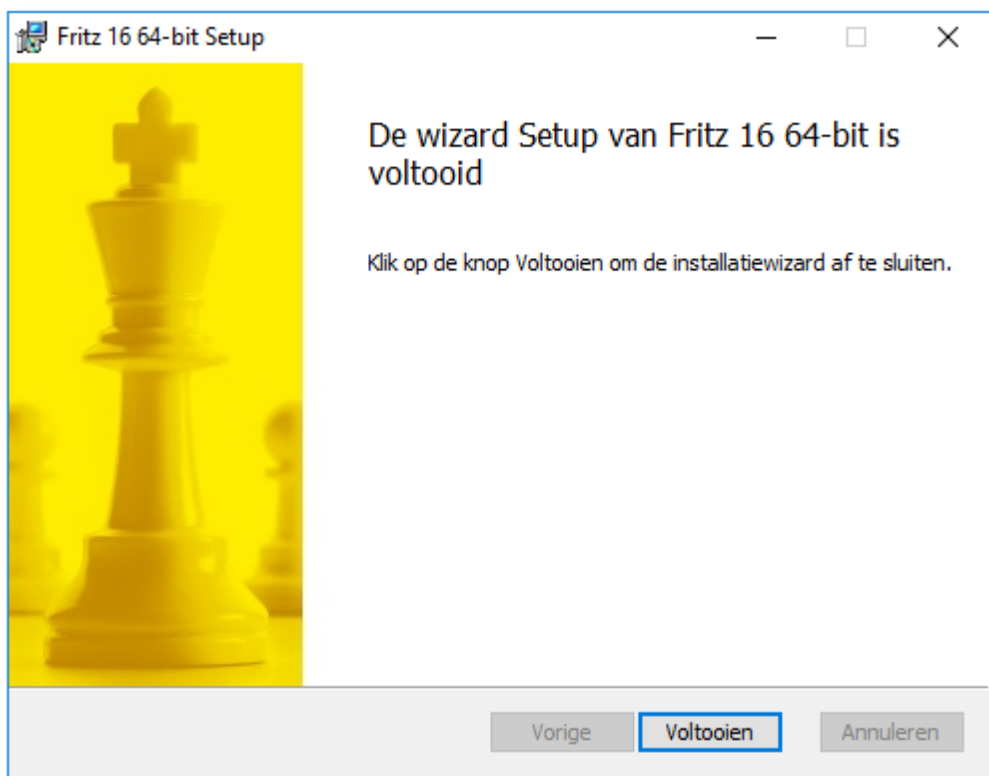 Fritz 16 64-bit Setup
De wizard Setup van Fritz 16 64-bit is
voltooid
Klik op de knop Voltooien om de installatiewizard af te sluiten.
Vorige
Voltooien
Annuleren